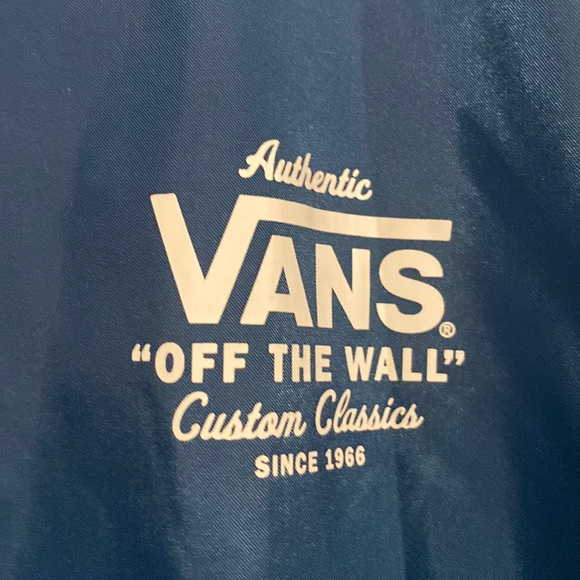 Authentic
VANS®
“OFF THE WALL”
Custom Classics
SINCE 1966